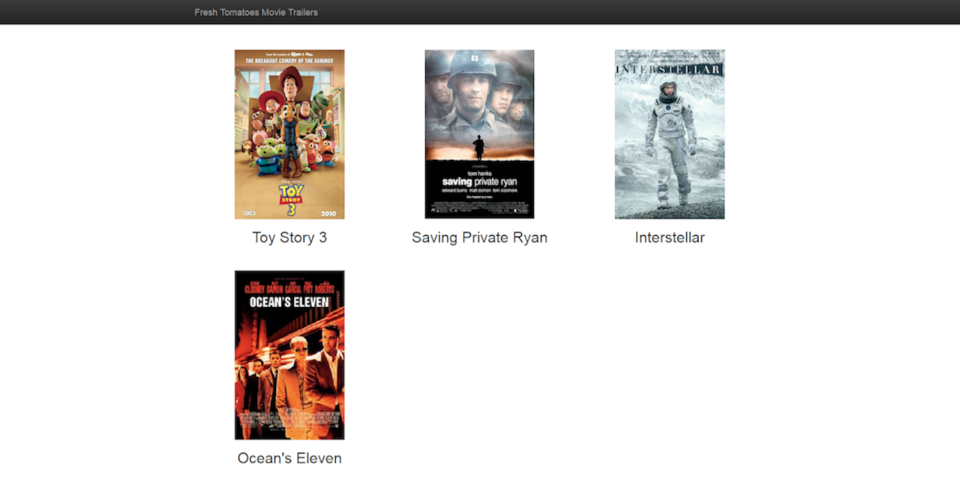 Fresh Tomatoes Movie Trailers
THE BREAKOUT COMEDY OF THE SUMMER
TOY
STORY
3
2010
Toy Story 3
tom hanks
saving private ryan
edward burns matt damon tom sizemore
Saving Private Ryan
INTERSTELLAR
Interstellar
CLOONEY DAMON GARCIA PITT ROBERTS
OCEAN'S ELEVEN
Ocean's Eleven